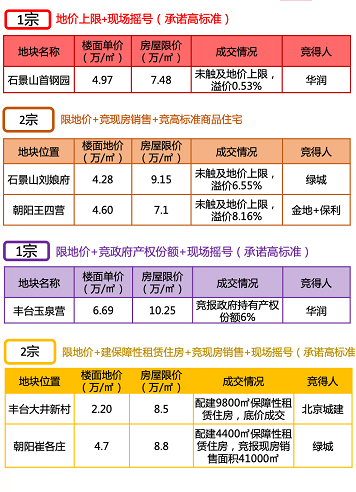 1宗 地价上限+现场摇号（承诺高标准）
地块名称 楼面单价（万/㎡） 房屋限价（万/㎡） 成交情况 竞得人
石景山首钢园 4.97 7.48 未触及地价上限，溢价0.53% 华润
2宗 限地价+竞现房销售+竞高标准商品住宅
地块位置 楼面地价（万/㎡） 房屋限价（万/㎡） 成交情况 竞得人
石景山刘娘府 4.28 9.15 未触及地价上限，溢价6.55% 绿城
朝阳王四营 4.60 7.1 未触及地价上限，溢价8.16% 金地+保利
1宗 限地价+竞政府产权份额+现场摇号（承诺高标准）
地块名称 楼面单价（万/㎡） 房屋限价（万/㎡） 成交情况 竞得人
丰台玉泉营 6.69 10.25 竞报政府持有产权份额6% 华润
2宗 限地价+建保障性租赁住房+竞现房销售+现场摇号（承诺高标准
地块位置 楼面地价（万/㎡） 房屋限价（万/㎡） 成交情况 竞得人
丰台大井新村 2.20 8.5 配建9800㎡保障性租赁住房，底价成交 北京城建
朝阳崔各庄 4.7 8.8 配建4400㎡保障性租赁住房，竞报现房销售面积41000㎡ 绿城